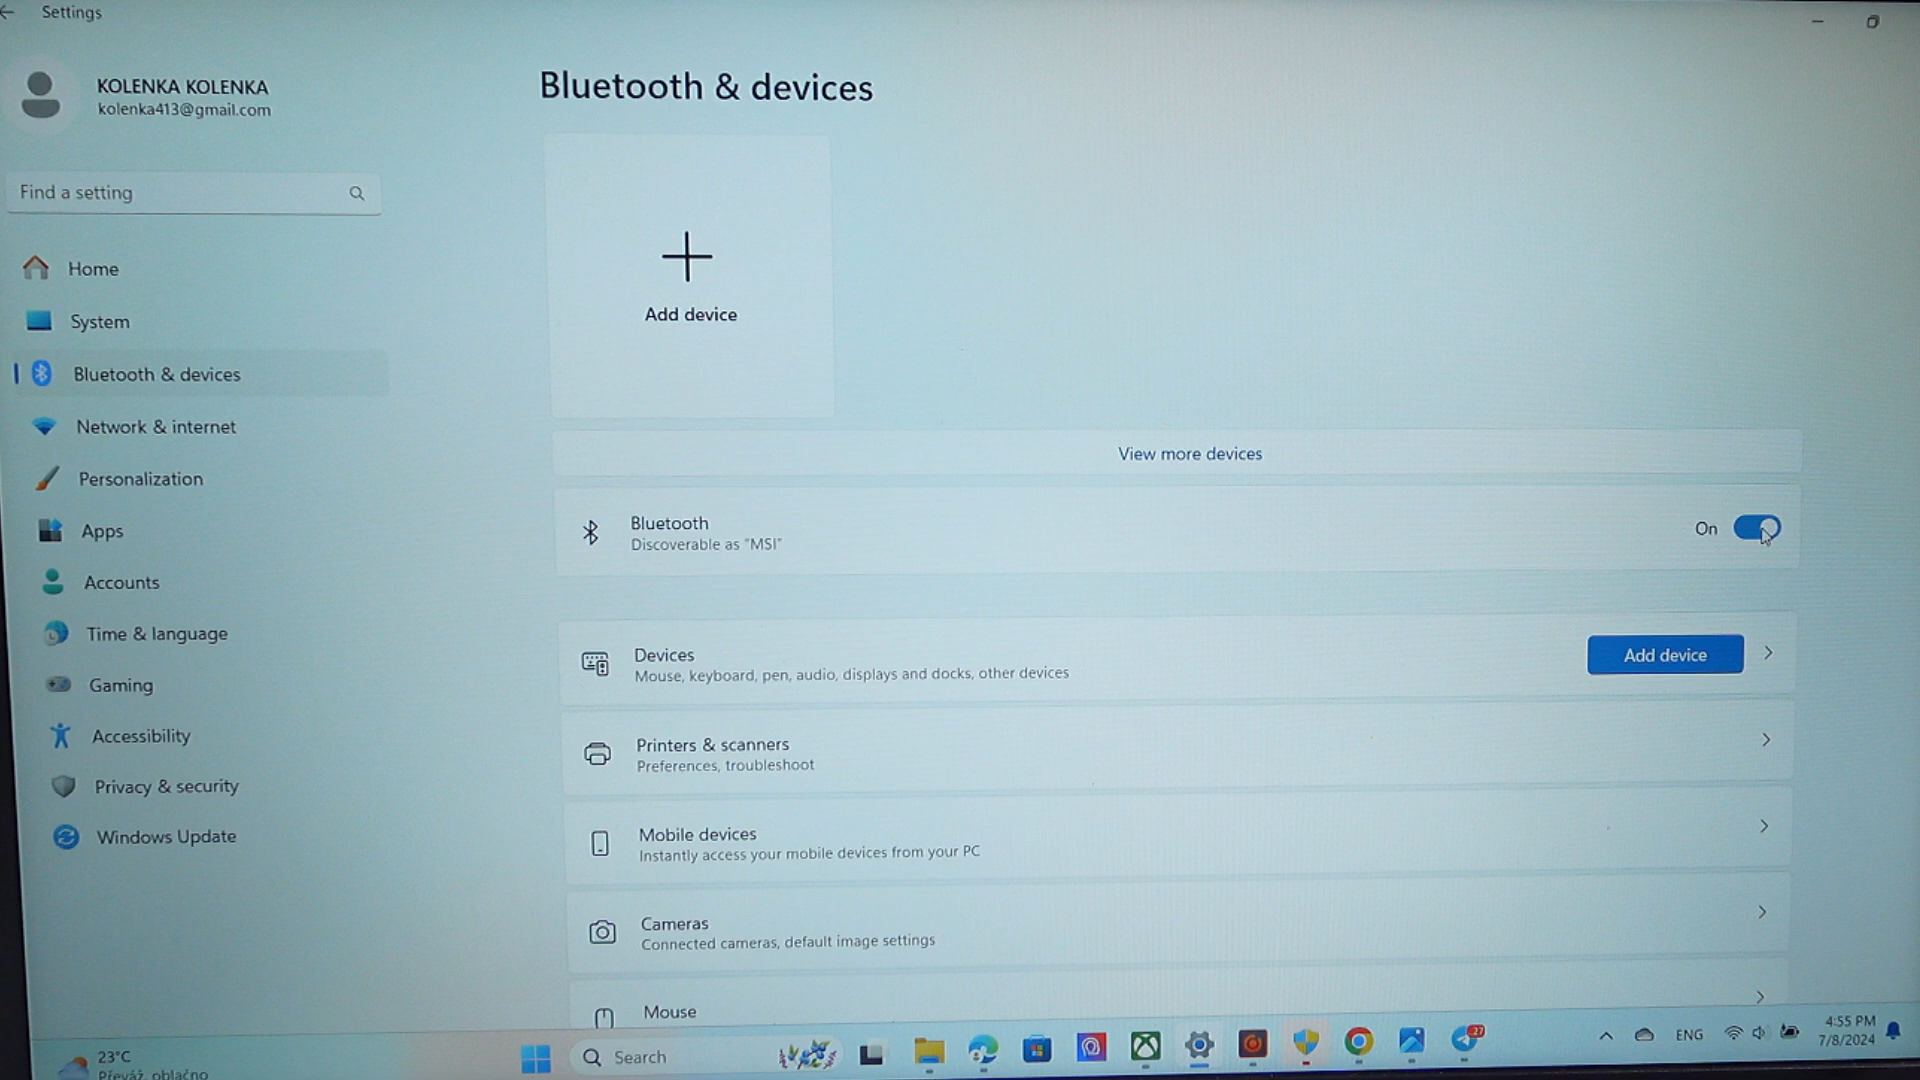 Settings
KOLENKA KOLENKA
kolenka413@gmail.com
Find a setting
Home
System
Bluetooth & devices
Network & internet
Personalization
Apps
Accounts
Time & language
Gaming
Accessibility
Privacy & security
Windows Update
Bluetooth & devices
Add device
View more devices
Bluetooth
Discoverable as "MSI"
On
Devices
Mouse, keyboard, pen, audio, displays and docks, other devices
Add device
Printers & scanners
Preferences, troubleshoot
Mobile devices
Instantly access your mobile devices from your PC
Cameras
Connected cameras, default image settings
Mouse
23°C
Převáž. oblačno
Search
27
ENG
4:55 PM
7/8/2024